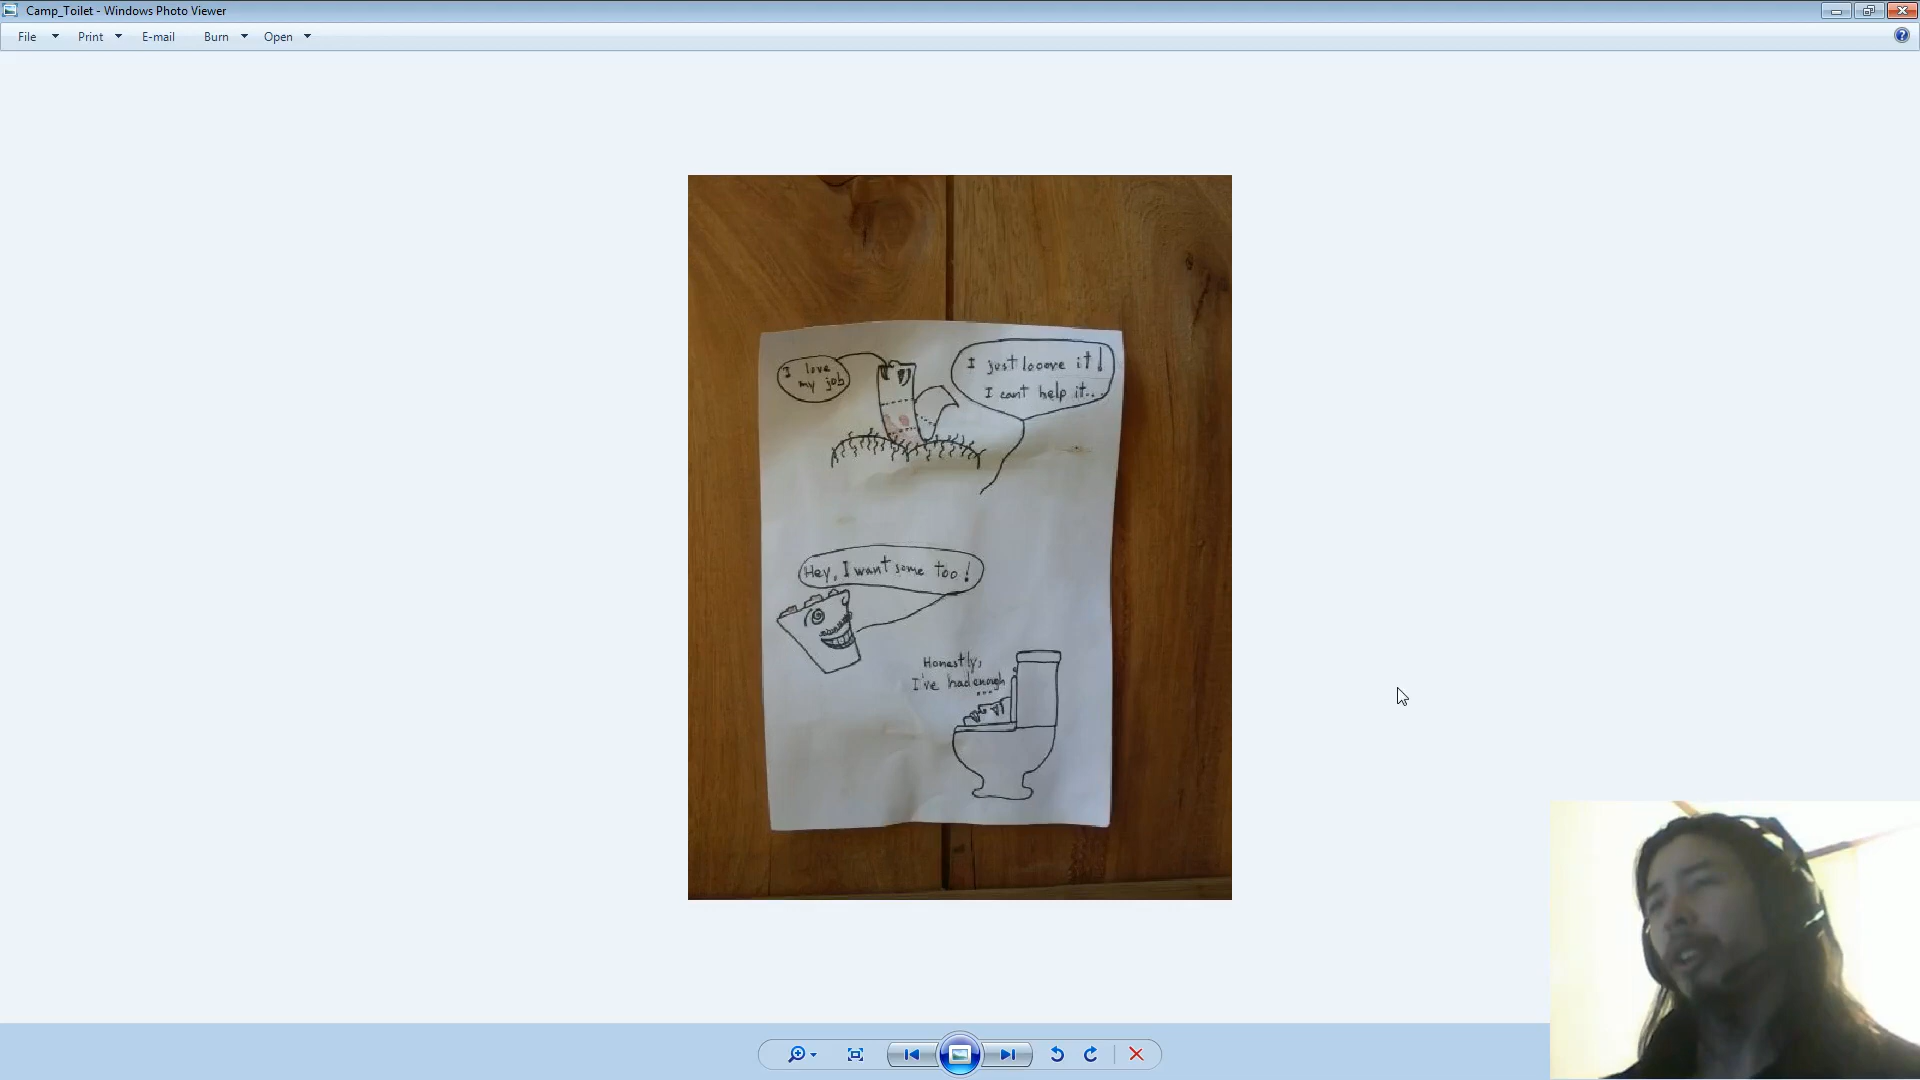 Camp_Toilet - Windows Photo Viewer
File Print E-mail Burn Open
I love
my job
I just looove it!
I cant help it...
Hey, I want some too!
Honestly,
I've had enough
...